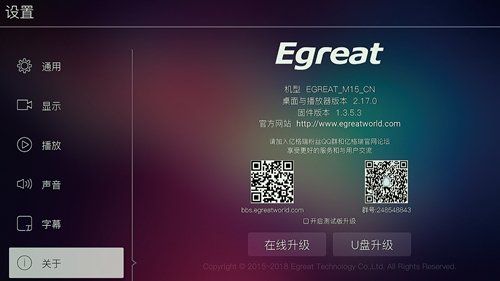 设置
通用
显示
播放
声音
字幕
关于
Egreat
机型 EGREAT_M15_CN
桌面与播放器版本 2.17.0
固件版本 1.3.5.3
官方网站 http://www.egreatworld.com
请加入亿格瑞粉丝QQ群和亿格瑞官网论坛
享受更好的服务和与用户交流
bbs.egreatworld.com
群号:248548843
开启测试版升级
在线升级
U盘升级
Copyright © 2015-2018 Egreat Technology Co.,Ltd. All Rights Reserved.